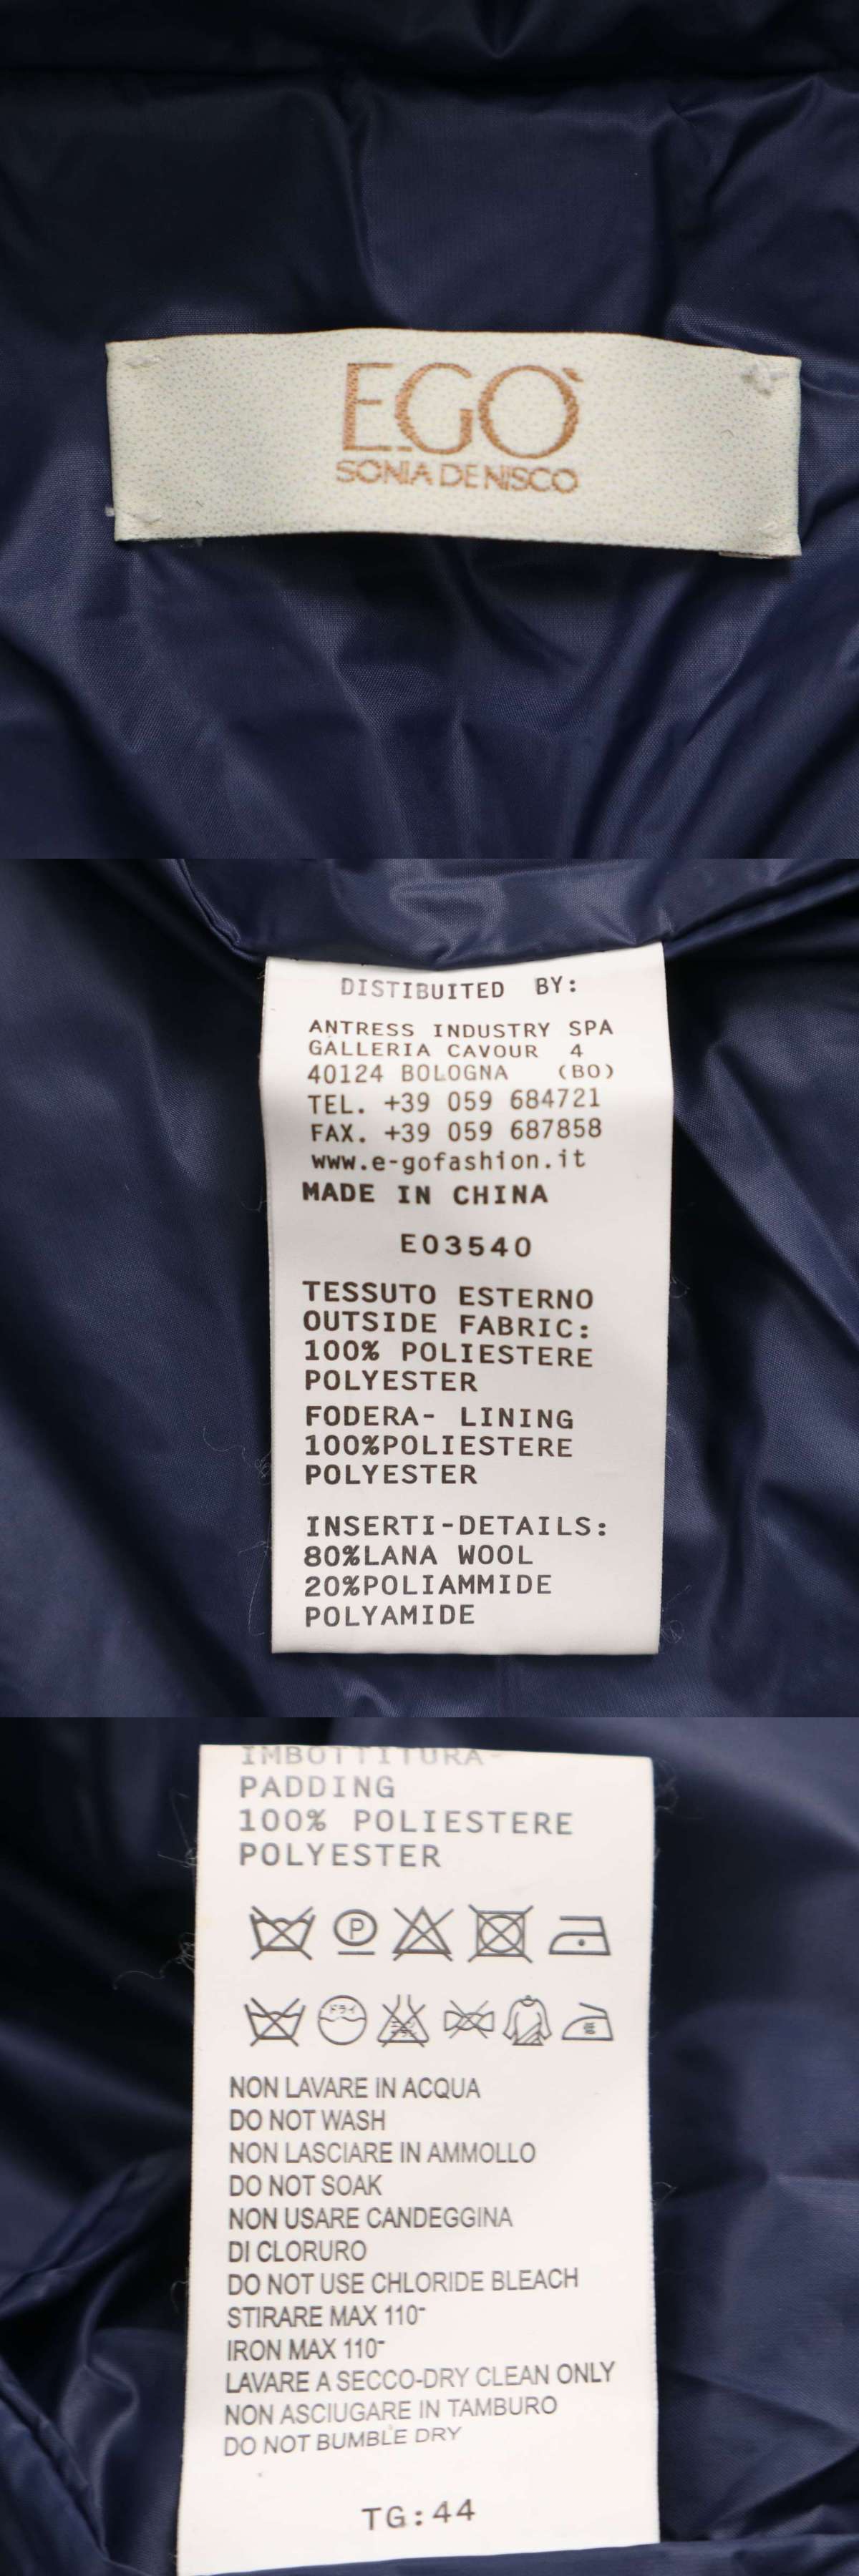 EGO`
SONIA DE NISCO
DISTIBUITED BY:
ANTRESS INDUSTRY SPA
GALLERIA CAVOUR 4
40124 BOLOGNA (BO)
TEL. +39 059 684721
FAX. +39 059 687858
www.e-gofashion.it
MADE IN CHINA
E03540
TESSUTO ESTERNO
OUTSIDE FABRIC:
100% POLIESTERE
POLYESTER
FODERA- LINING
100%POLIESTERE
POLYESTER
INSERTI-DETAILS:
80%LANA WOOL
20%POLIAMMIDE
POLYAMIDE
IMBOTTITURA-
PADDING
100% POLIESTERE
POLYESTER
P
ドライ
NON LAVARE IN ACQUA
DO NOT WASH
NON LASCIARE IN AMMOLLO
DO NOT SOAK
NON USARE CANDEGGINA
DI CLORURO
DO NOT USE CHLORIDE BLEACH
STIRARE MAX 110-
IRON MAX 110-
LAVARE A SECCO-DRY CLEAN ONLY
NON ASCIUGARE IN TAMBURO
DO NOT BUMBLE DRY
TG:44